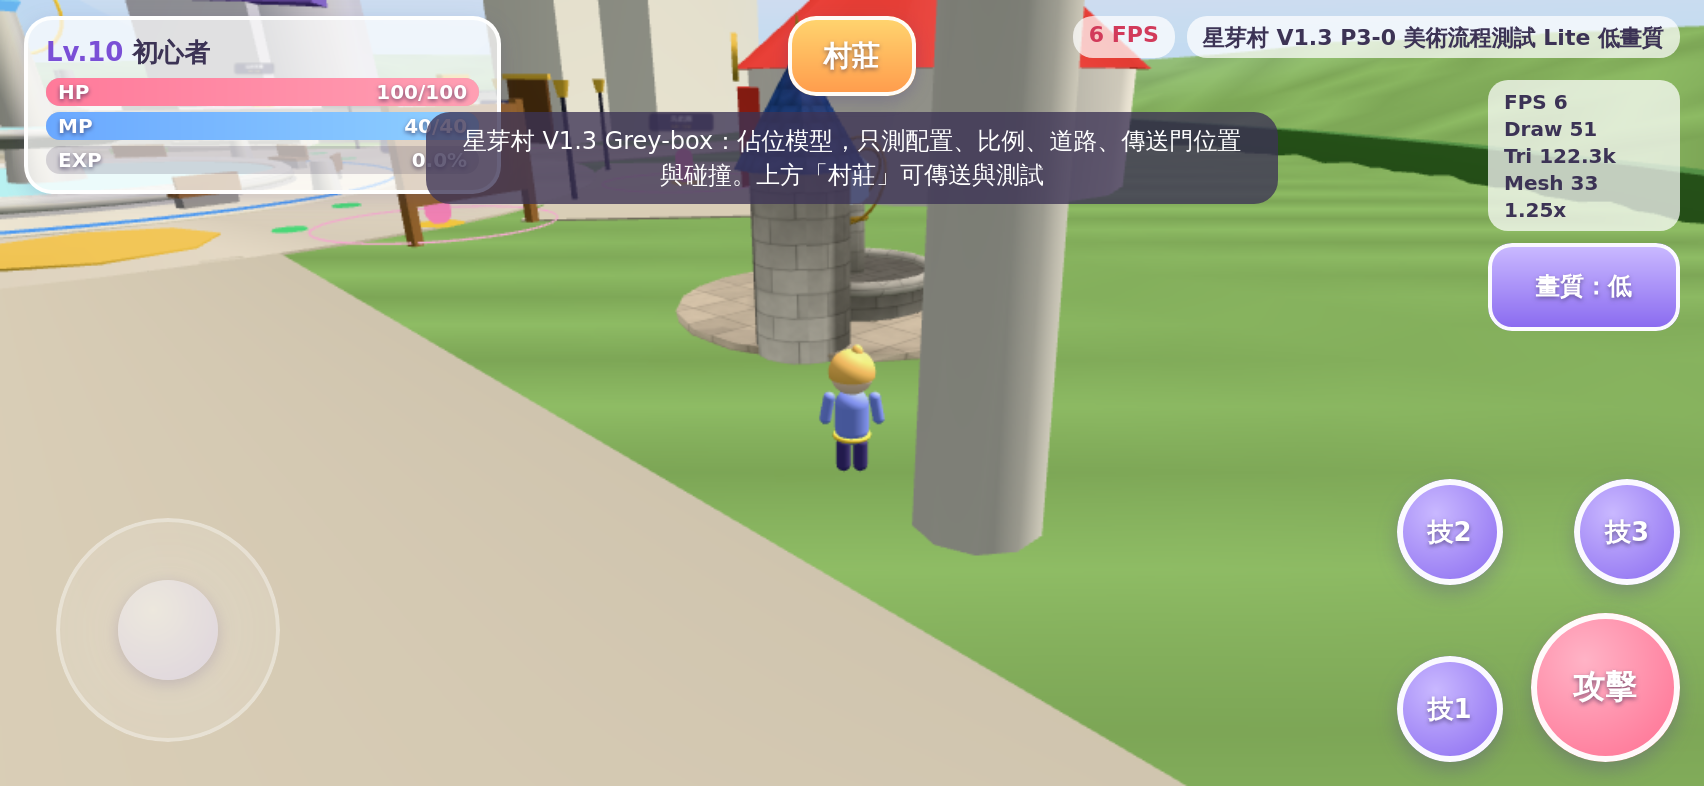 Lv.10 初心者
HP 100/100
MP 40/40
EXP 0.0%
村莊
6 FPS
星芽村 V1.3 P3-0 美術流程測試 Lite 低畫質
星芽村 V1.3 Grey-box：佔位模型，只測配置、比例、道路、傳送門位置
與碰撞。上方「村莊」可傳送與測試
FPS 6
Draw 51
Tri 122.3k
Mesh 33
1.25x
畫質：低
技2
技3
技1
攻擊